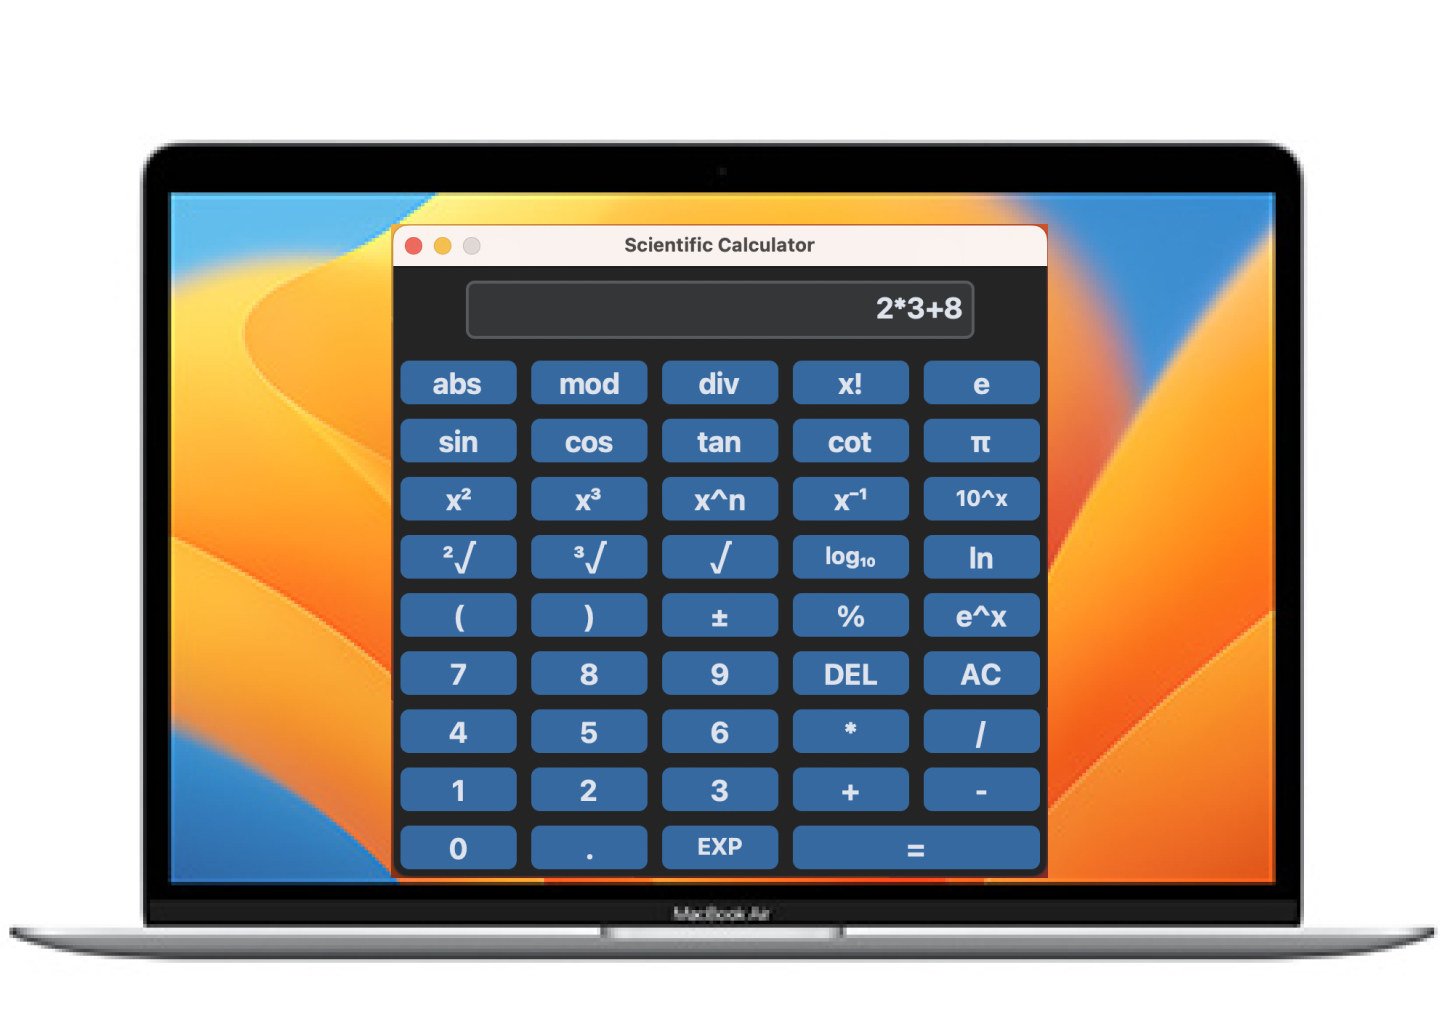 Scientific Calculator
2*3+8
abs mod div x! e
sin cos tan cot π
x² x³ x^n x⁻¹ 10^x
²√ ³√ √ log₁₀ ln
( ) ± % e^x
7 8 9 DEL AC
4 5 6 * /
1 2 3 + -
0 . EXP =
MacBook Air